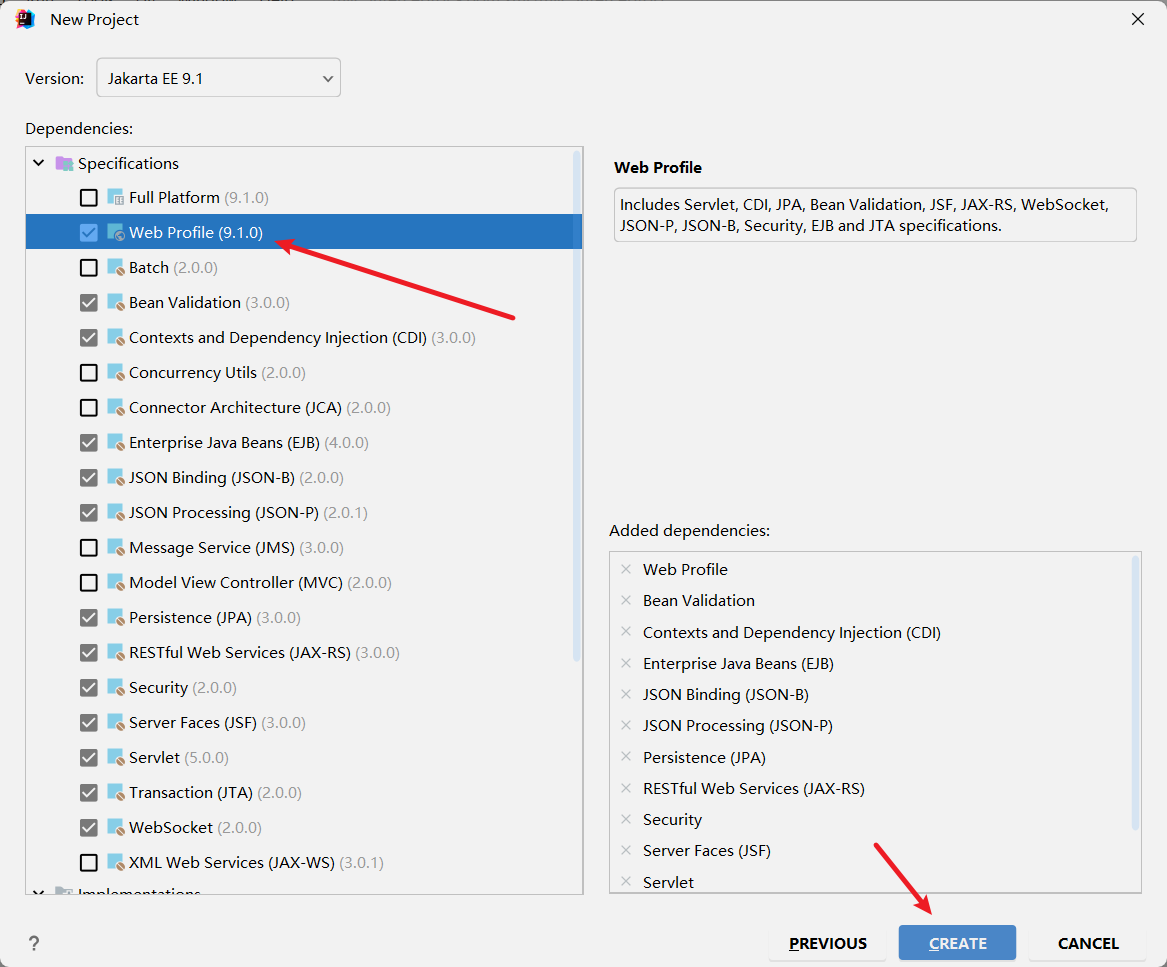 New Project
Version:
Jakarta EE 9.1
Dependencies:
Specifications
Full Platform (9.1.0)
Web Profile (9.1.0)
Batch (2.0.0)
Bean Validation (3.0.0)
Contexts and Dependency Injection (CDI) (3.0.0)
Concurrency Utils (2.0.0)
Connector Architecture (JCA) (2.0.0)
Enterprise Java Beans (EJB) (4.0.0)
JSON Binding (JSON-B) (2.0.0)
JSON Processing (JSON-P) (2.0.1)
Message Service (JMS) (3.0.0)
Model View Controller (MVC) (2.0.0)
Persistence (JPA) (3.0.0)
RESTful Web Services (JAX-RS) (3.0.0)
Security (2.0.0)
Server Faces (JSF) (3.0.0)
Servlet (5.0.0)
Transaction (JTA) (2.0.0)
WebSocket (2.0.0)
XML Web Services (JAX-WS) (3.0.1)
Implementations
Web Profile
Includes Servlet, CDI, JPA, Bean Validation, JSF, JAX-RS, WebSocket,
JSON-P, JSON-B, Security, EJB and JTA specifications.
Added dependencies:
Web Profile
Bean Validation
Contexts and Dependency Injection (CDI)
Enterprise Java Beans (EJB)
JSON Binding (JSON-B)
JSON Processing (JSON-P)
Persistence (JPA)
RESTful Web Services (JAX-RS)
Security
Server Faces (JSF)
Servlet
?
PREVIOUS
CREATE
CANCEL